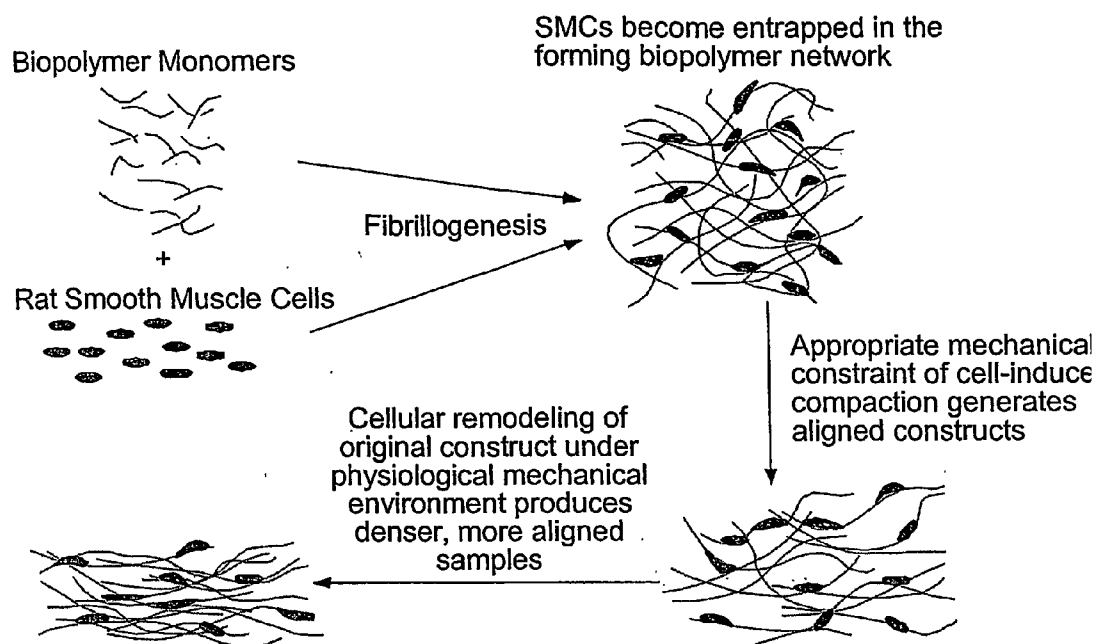 Biopolymer Monomers
+
Rat Smooth Muscle Cells
Fibrillogenesis
SMCs become entrapped in the
forming biopolymer network
Appropriate mechanical
constraint of cell-induce
compaction generates
aligned constructs
Cellular remodeling of
original construct under
physiological mechanical
environment produces
denser, more aligned
samples